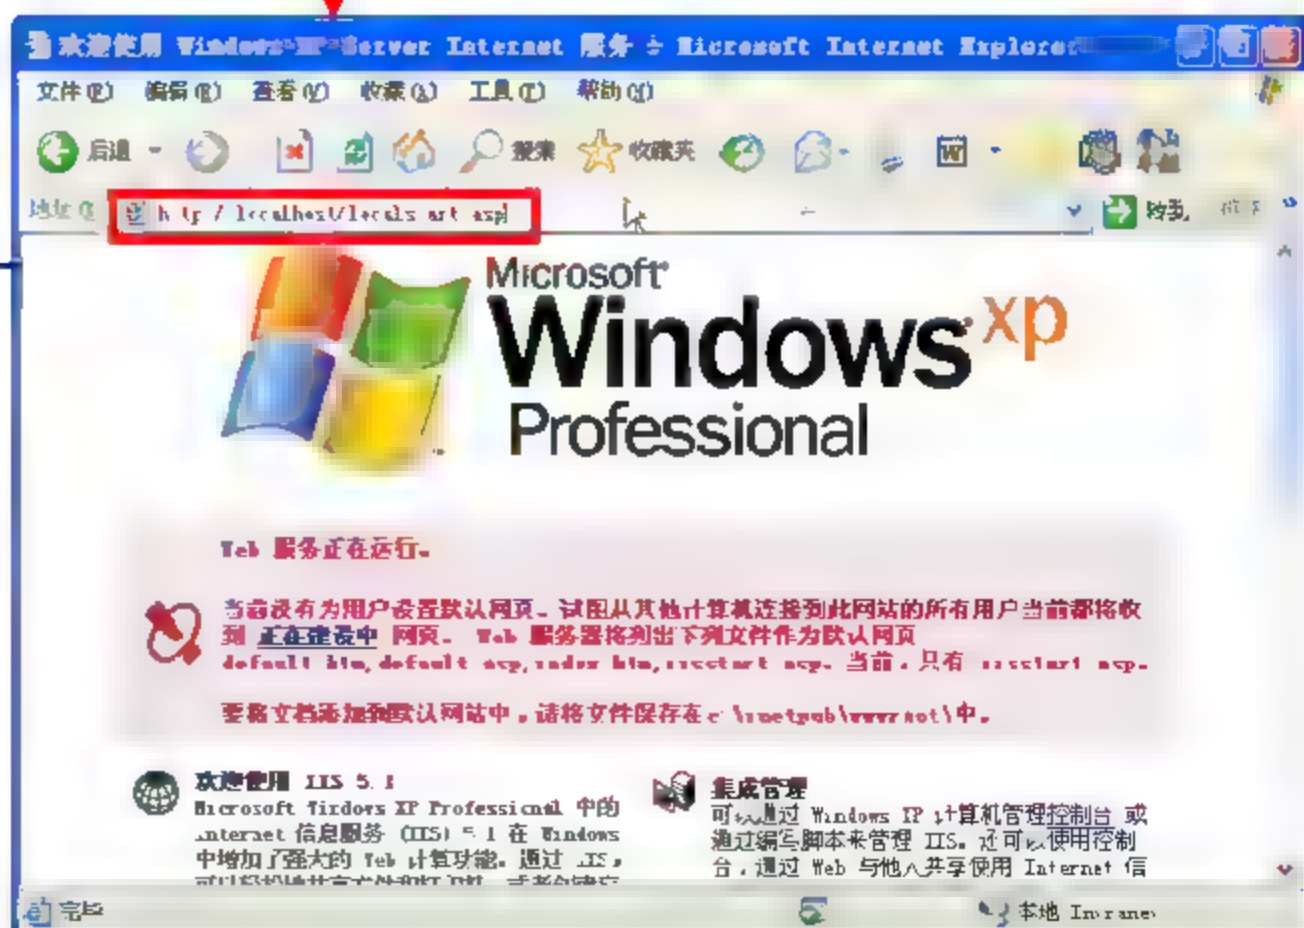 欢迎使用 Windows XP Server Internet 服务 - Microsoft Internet Explorer
文件(F) 编辑(E) 查看(V) 收藏(A) 工具(T) 帮助(H)
后退 搜索 收藏夹
地址 localhost/ 转到
Microsoft
Windows xp
Professional
Web 服务正在运行。
当前没有为用户设置默认网页。试图从其他计算机连接到此网站的所有用户当前都将收
到 正在建设中 网页。 Web 服务器将列出下列文件作为默认网页
default htm,default asp,index htm,iisstart asp。当前，只有 iisstart asp。
要将文档添加到默认网站中，请将文件保存在c \inetpub\wwwroot\中。
欢迎使用 IIS 5.1
Microsoft Windows XP Professional 中的
Internet 信息服务 (IIS) 5.1 在 Windows
中增加了强大的 Web 计算功能。通过 IIS，
集成管理
可以通过 Windows XP 计算机管理控制台 或
通过编写脚本来管理 IIS。还可以使用控制
台，通过 Web 与他人共享使用 Internet 信
完毕 本地 Intranet